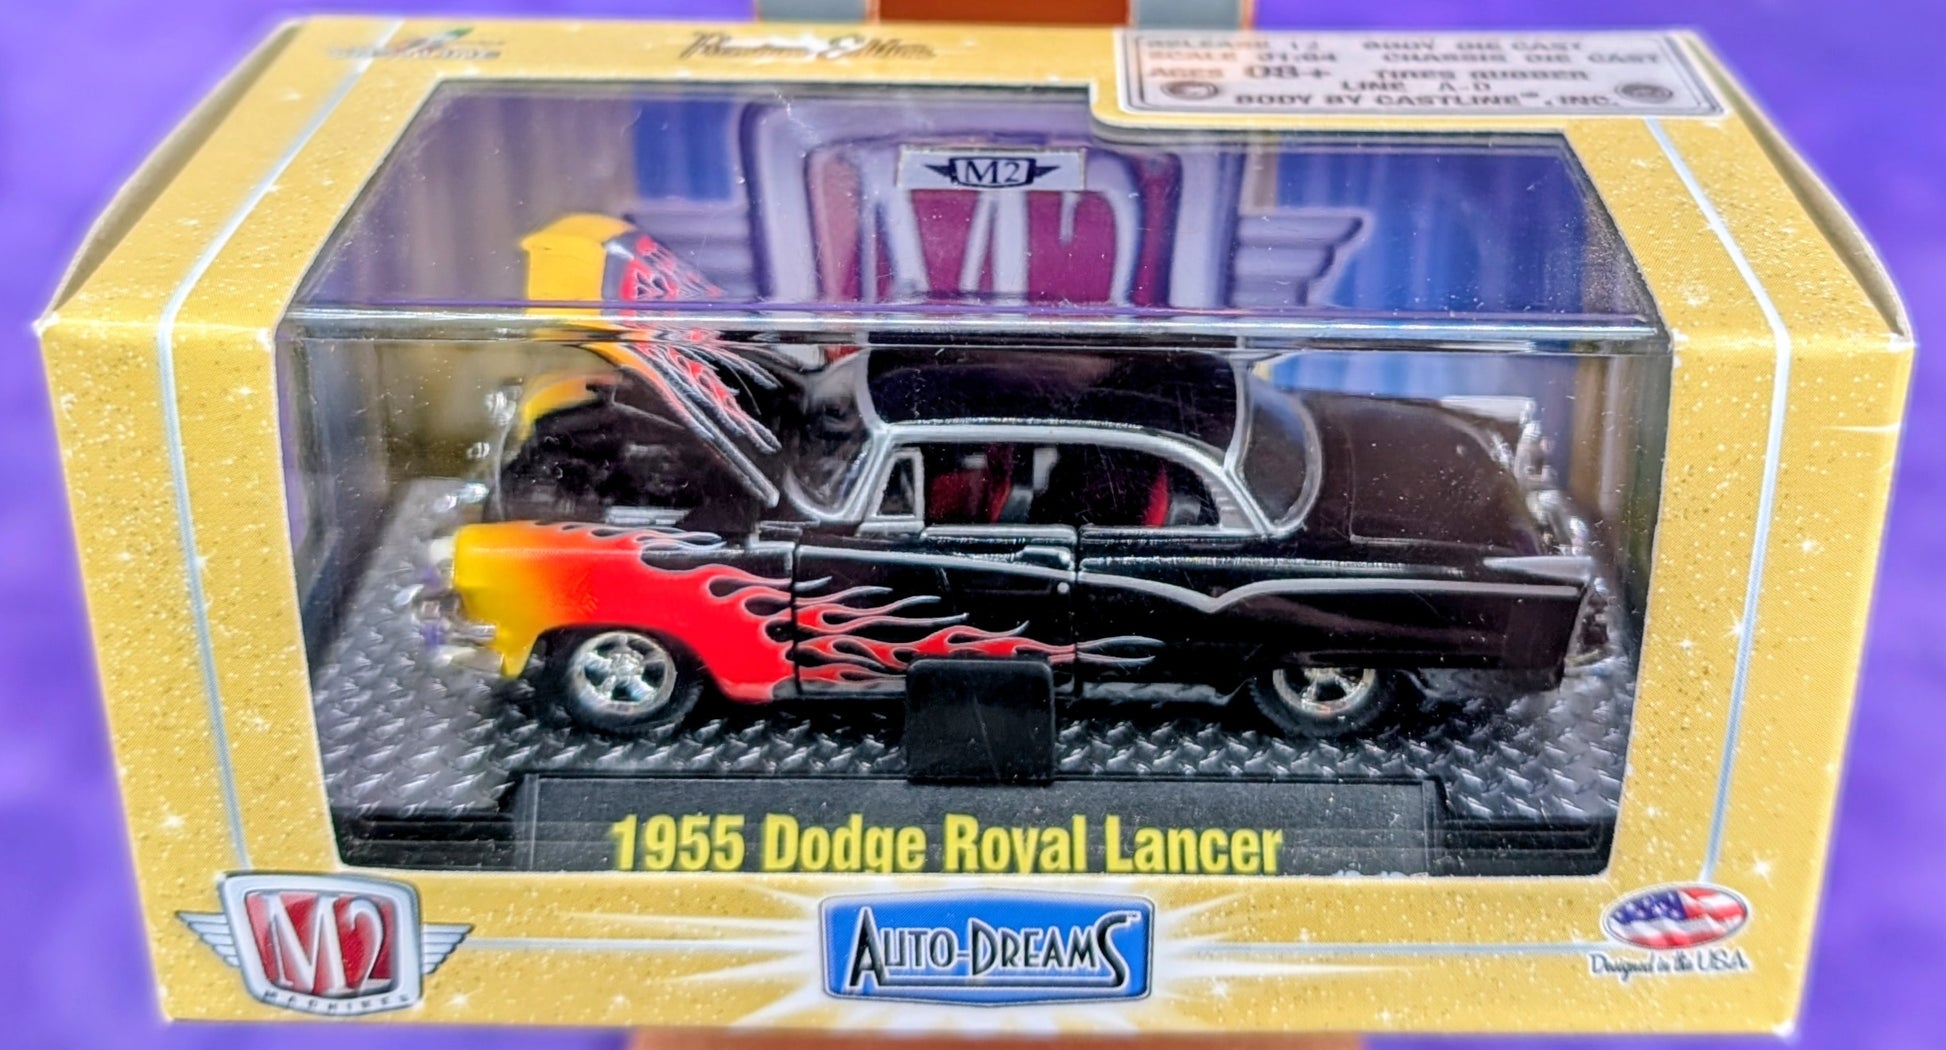 Premium Edition
RELEASE 12 BODY DIE CAST
SCALE 01:64 CHASSIS DIE CAST
AGES 08+ TIRES RUBBER
LINE A-D
BODY BY CASTLINE®, INC.
M2
1955 Dodge Royal Lancer
M2
MACHINES
AUTO-DREAMS™
Designed in the USA